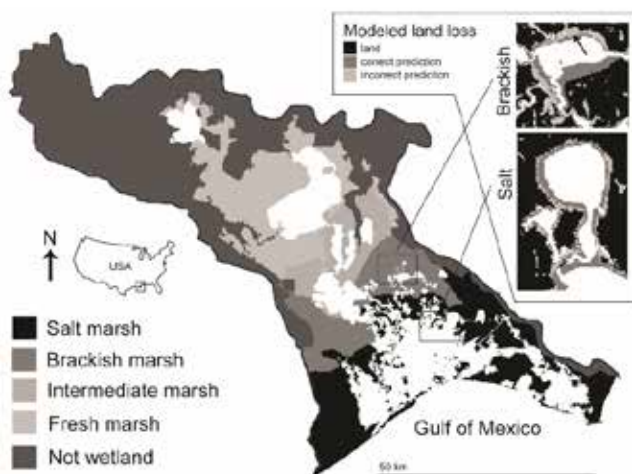 Modeled land loss
land
correct prediction
incorrect prediction
Brackish
Salt
N
USA
Salt marsh
Brackish marsh
Intermediate marsh
Fresh marsh
Not wetland
Gulf of Mexico
50 km